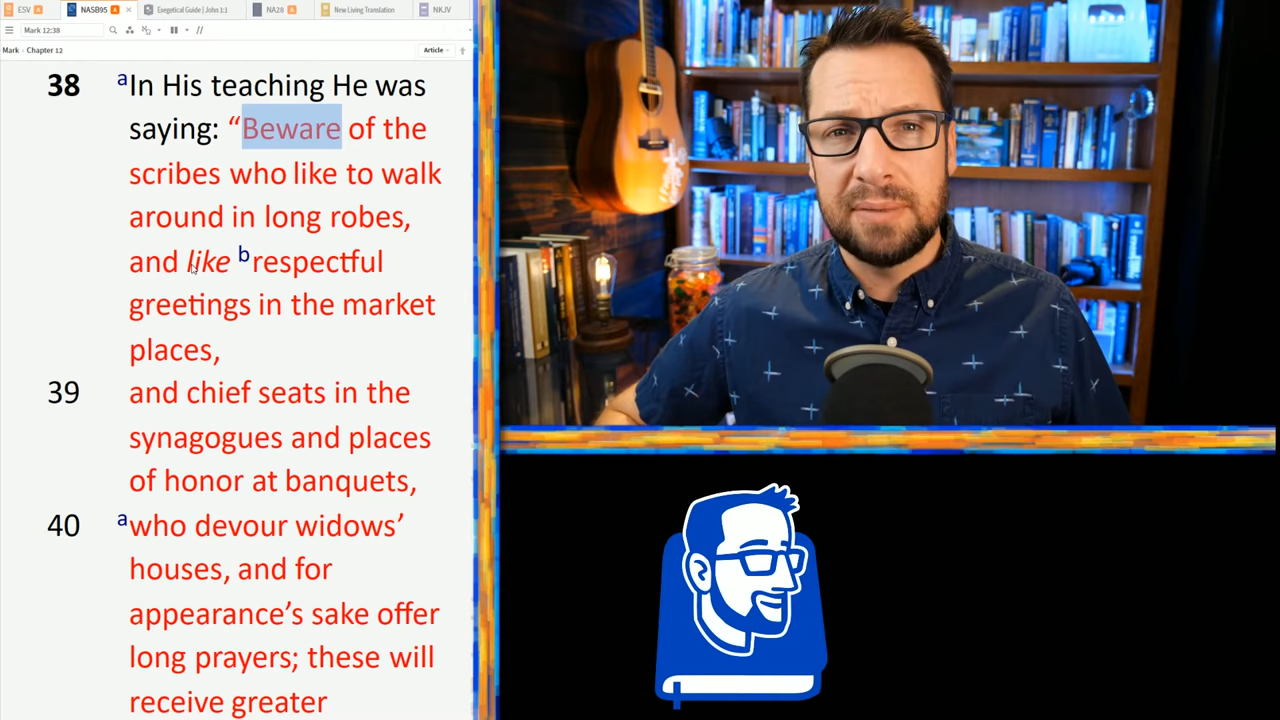 ESV A NASB95 A × Exegetical Guide | John 1:1 NA28 A New Living Translation NKJV
Mark 12:38
Mark › Chapter 12 Article
38 aIn His teaching He was
saying: “Beware of the
scribes who like to walk
around in long robes,
and like brespectful
greetings in the market
places,
39 and chief seats in the
synagogues and places
of honor at banquets,
40 awho devour widows’
houses, and for
appearance’s sake offer
long prayers; these will
receive greater